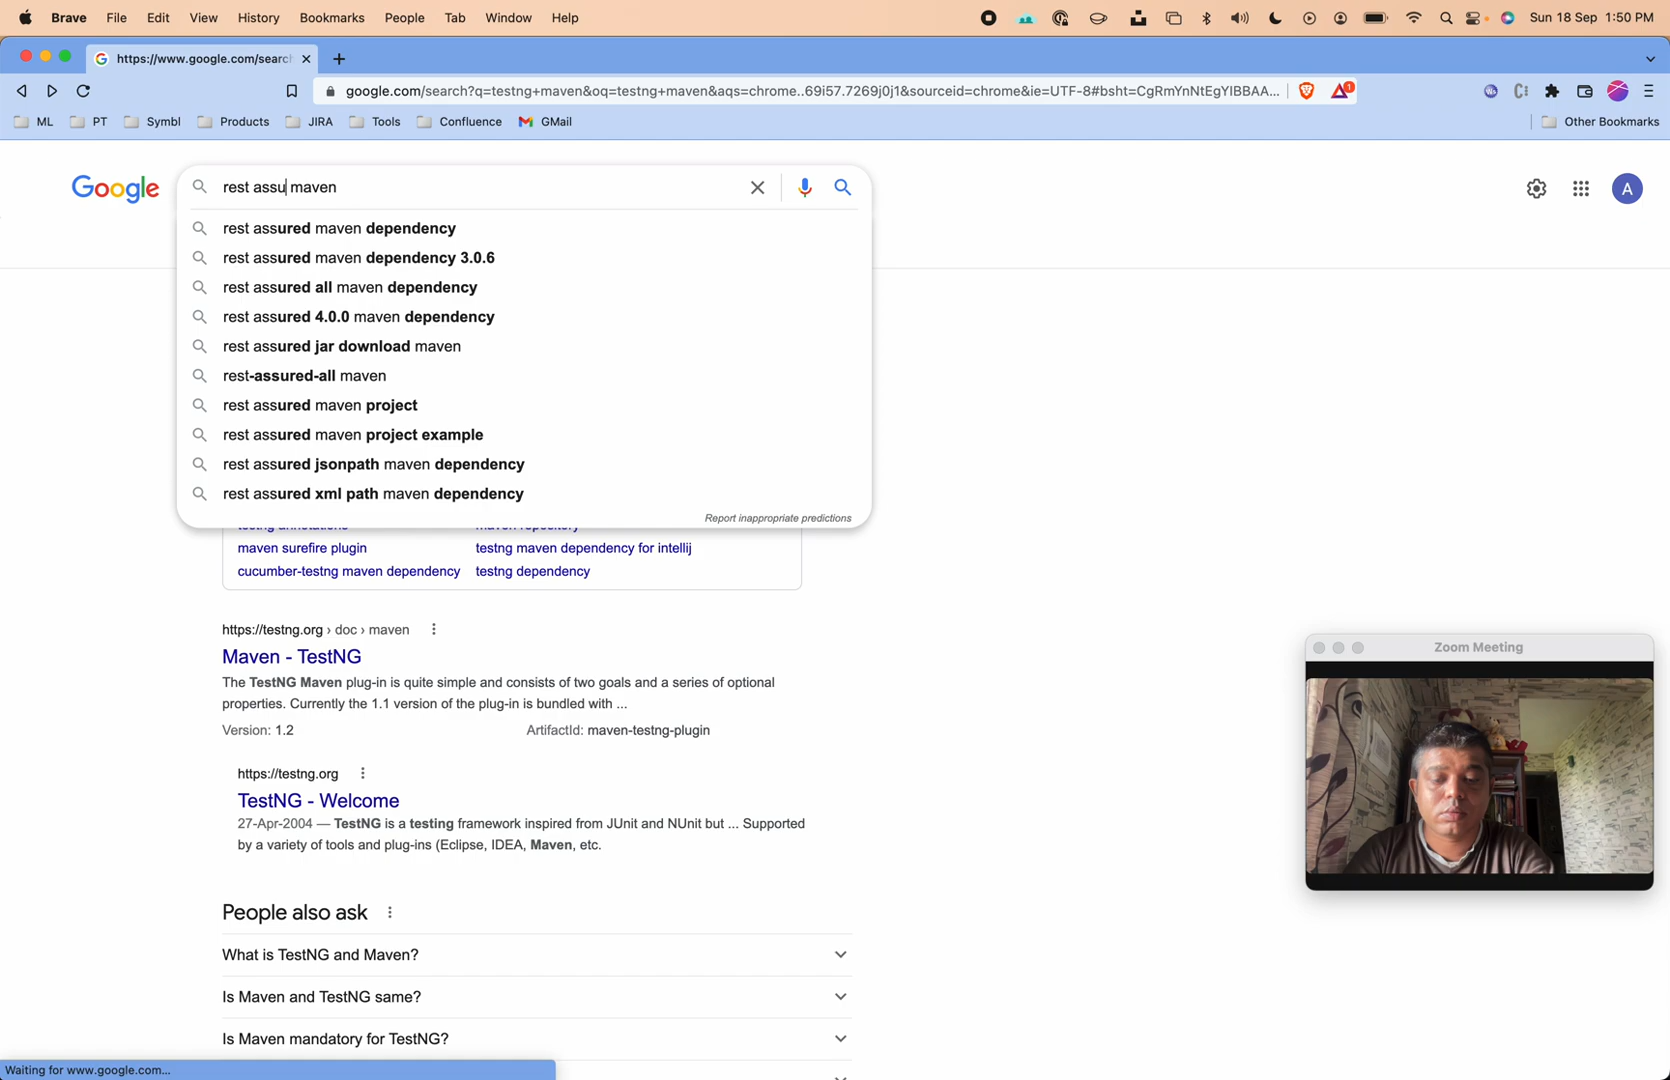 Brave File Edit View History Bookmarks People Tab Window Help Sun 18 Sep 1:50 PM
https://www.google.com/searc
google.com/search?q=testng+maven&oq=testng+maven&aqs=chrome..69i57.7269j0j1&sourceid=chrome&ie=UTF-8#bsht=CgRmYnNtEgYIBBAA... 1
ML PT Symbl Products JIRA Tools Confluence GMail Other Bookmarks
Google rest assu maven A
rest assured maven dependency
rest assured maven dependency 3.0.6
rest assured all maven dependency
rest assured 4.0.0 maven dependency
rest assured jar download maven
rest-assured-all maven
rest assured maven project
rest assured maven project example
rest assured jsonpath maven dependency
rest assured xml path maven dependency
Report inappropriate predictions
testng annotations maven repository
maven surefire plugin testng maven dependency for intellij
cucumber-testng maven dependency testng dependency
https://testng.org › doc › maven
Maven - TestNG
The TestNG Maven plug-in is quite simple and consists of two goals and a series of optional
properties. Currently the 1.1 version of the plug-in is bundled with ...
Version: 1.2 ArtifactId: maven-testng-plugin
https://testng.org
TestNG - Welcome
27-Apr-2004 — TestNG is a testing framework inspired from JUnit and NUnit but ... Supported
by a variety of tools and plug-ins (Eclipse, IDEA, Maven, etc.
People also ask
What is TestNG and Maven?
Is Maven and TestNG same?
Is Maven mandatory for TestNG?
Waiting for www.google.com...
Zoom Meeting